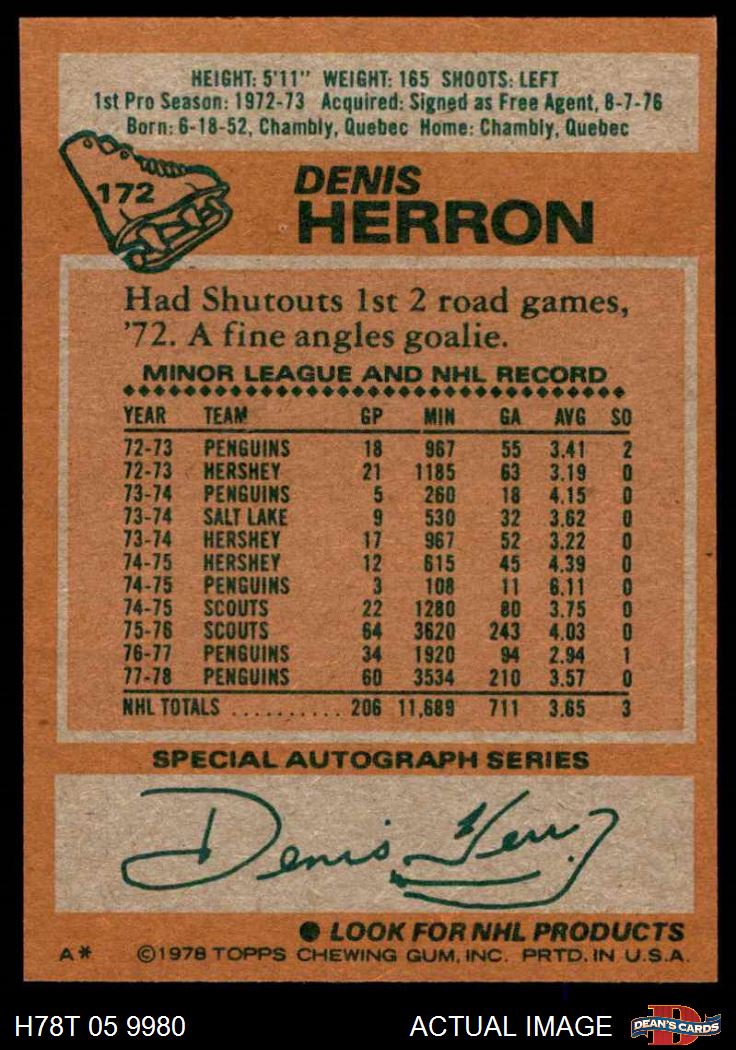 HEIGHT: 5'11" WEIGHT: 165 SHOOTS: LEFT
1st Pro Season: 1972-73 Acquired: Signed as Free Agent, 8-7-76
Born: 6-18-52, Chambly, Quebec Home: Chambly, Quebec
172
DENIS
HERRON
Had Shutouts 1st 2 road games,
'72. A fine angles goalie.
MINOR LEAGUE AND NHL RECORD
YEAR TEAM GP MIN GA AVG SO
72-73 PENGUINS 18 967 55 3.41 2
72-73 HERSHEY 21 1185 63 3.19 0
73-74 PENGUINS 5 260 18 4.15 0
73-74 SALT LAKE 9 530 32 3.62 0
73-74 HERSHEY 17 967 52 3.22 0
74-75 HERSHEY 12 615 45 4.39 0
74-75 PENGUINS 3 108 11 6.11 0
74-75 SCOUTS 22 1280 80 3.75 0
75-76 SCOUTS 64 3620 243 4.03 0
76-77 PENGUINS 34 1920 94 2.94 1
77-78 PENGUINS 60 3534 210 3.57 0
NHL TOTALS .......... 206 11,689 711 3.65 3
SPECIAL AUTOGRAPH SERIES
Denis Herron
● LOOK FOR NHL PRODUCTS
A* ©1978 TOPPS CHEWING GUM, INC. PRTD. IN U.S.A.
H78T 05 9980 ACTUAL IMAGE DEAN'S CARDS